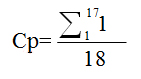 Cp= ∑₁¹⁷1 / 18